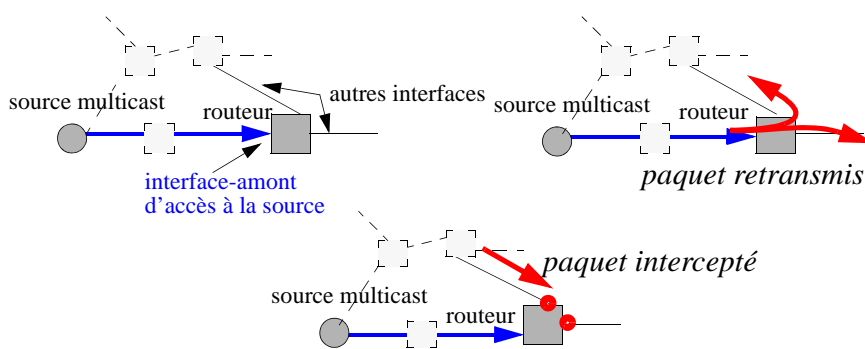 source multicast
routeur
autres interfaces
interface-amont
d'accès à la source
source multicast
routeur
paquet retransmis
source multicast
routeur
paquet intercepté